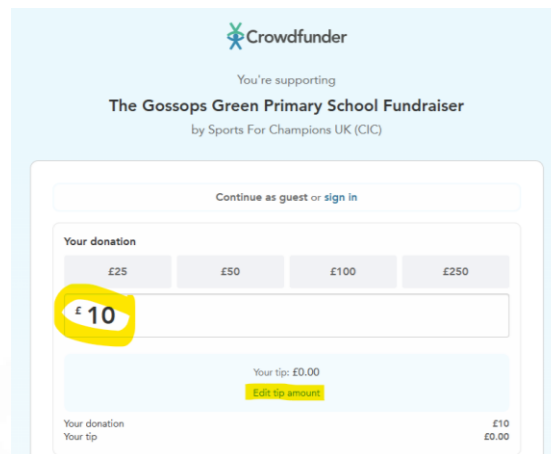 Crowdfunder
You're supporting
The Gossops Green Primary School Fundraiser
by Sports For Champions UK (CIC)
Continue as guest or sign in
Your donation
£25 £50 £100 £250
£ 10
Your tip: £0.00
Edit tip amount
Your donation £10
Your tip £0.00